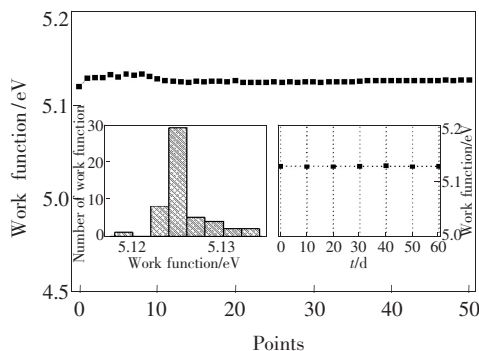 5.2
5.1
5.0
4.5
Work function/eV
0 10 20 30 40 50
Points
30
20
10
0
Number of work function
5.12 5.13
Work function/eV
5.2
5.1
5.0
Work function/eV
0 10 20 30 40 50 60
t/d